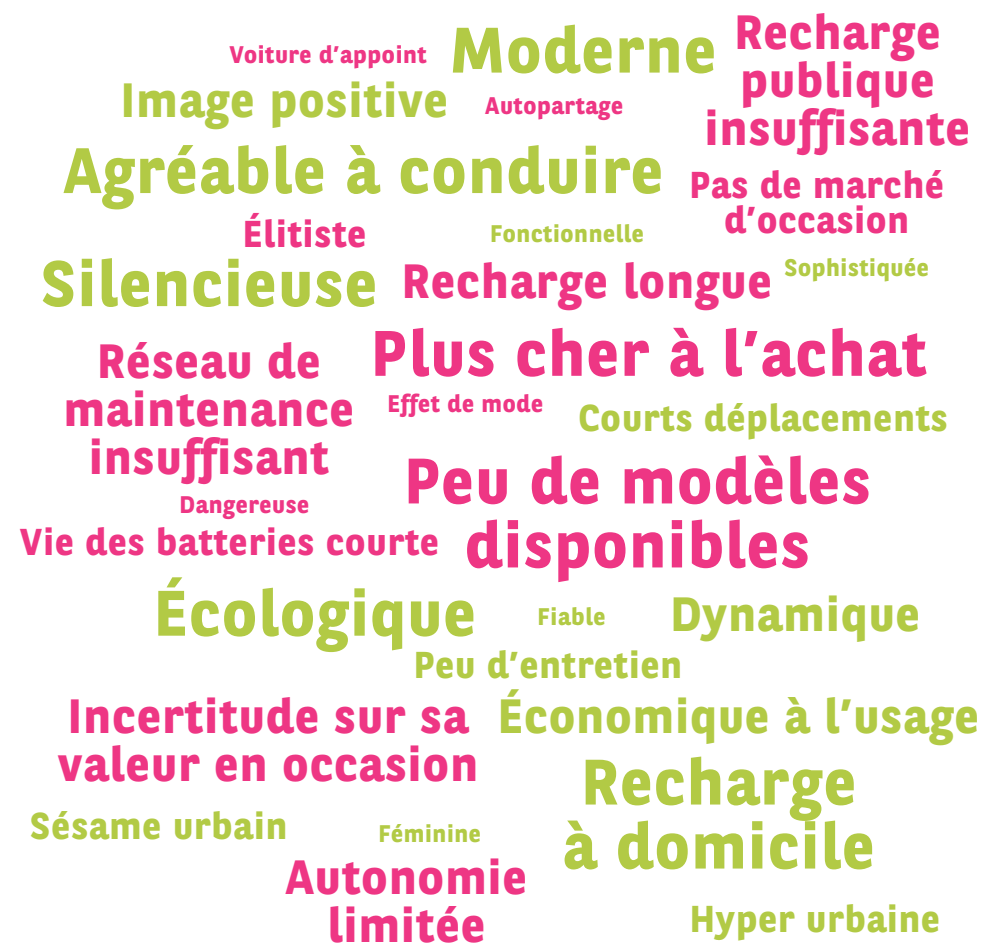 Voiture d’appoint
Moderne
Recharge
publique
insuffisante
Image positive
Autopartage
Agréable à conduire
Pas de marché
d’occasion
Élitiste
Fonctionnelle
Silencieuse
Recharge longue
Sophistiquée
Réseau de
maintenance
insuffisant
Plus cher à l’achat
Effet de mode
Courts déplacements
Peu de modèles
disponibles
Dangereuse
Vie des batteries courte
Écologique
Fiable
Dynamique
Peu d’entretien
Incertitude sur sa
valeur en occasion
Économique à l’usage
Recharge
à domicile
Sésame urbain
Féminine
Autonomie
limitée
Hyper urbaine